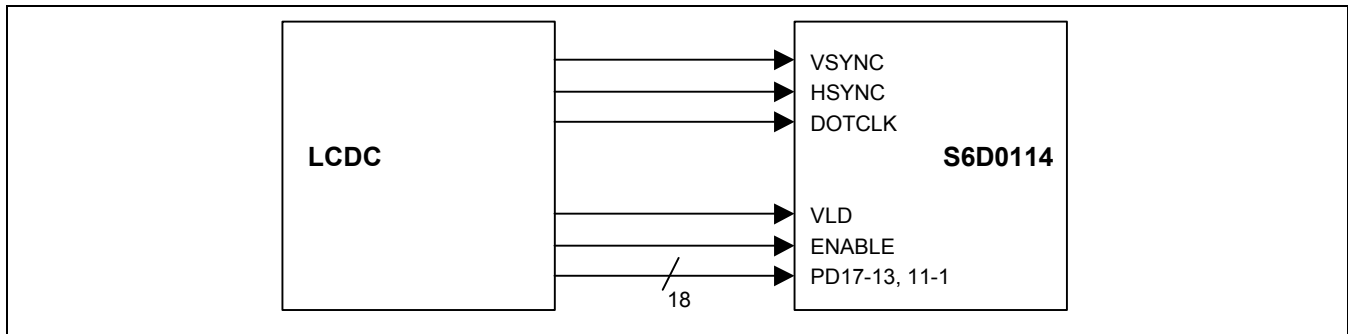 LCDC
VSYNC
HSYNC
DOTCLK
S6D0114
VLD
ENABLE
PD17-13, 11-1
18